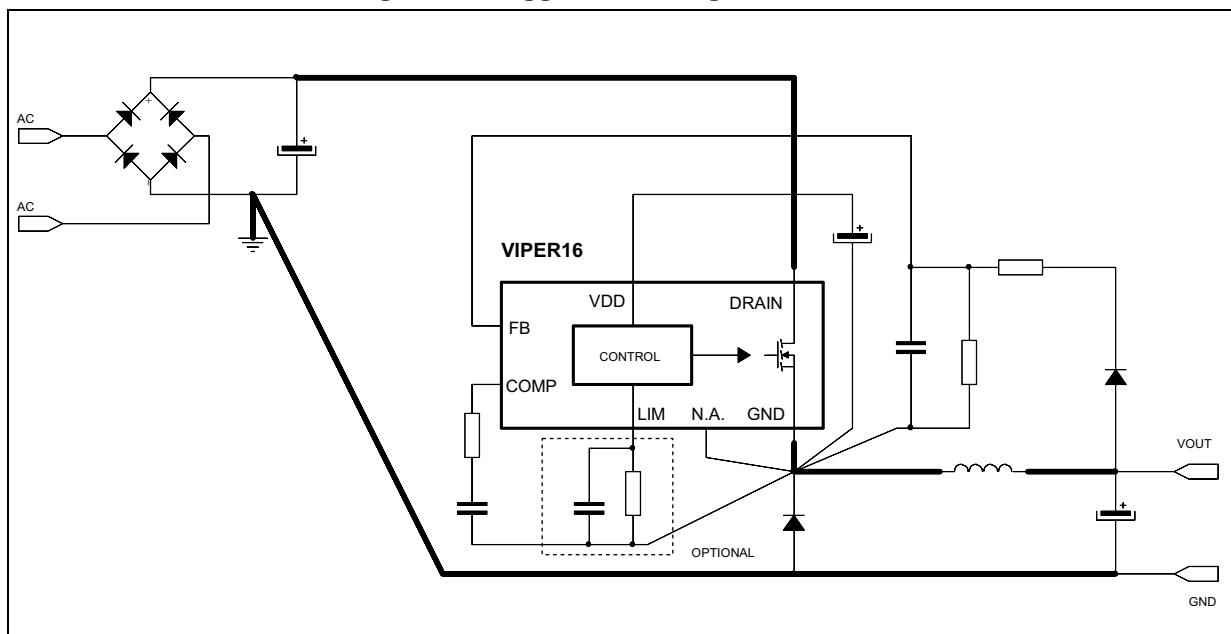 AC
AC
VIPER16
VDD
DRAIN
FB
CONTROL
COMP
LIM
N.A.
GND
VOUT
OPTIONAL
GND